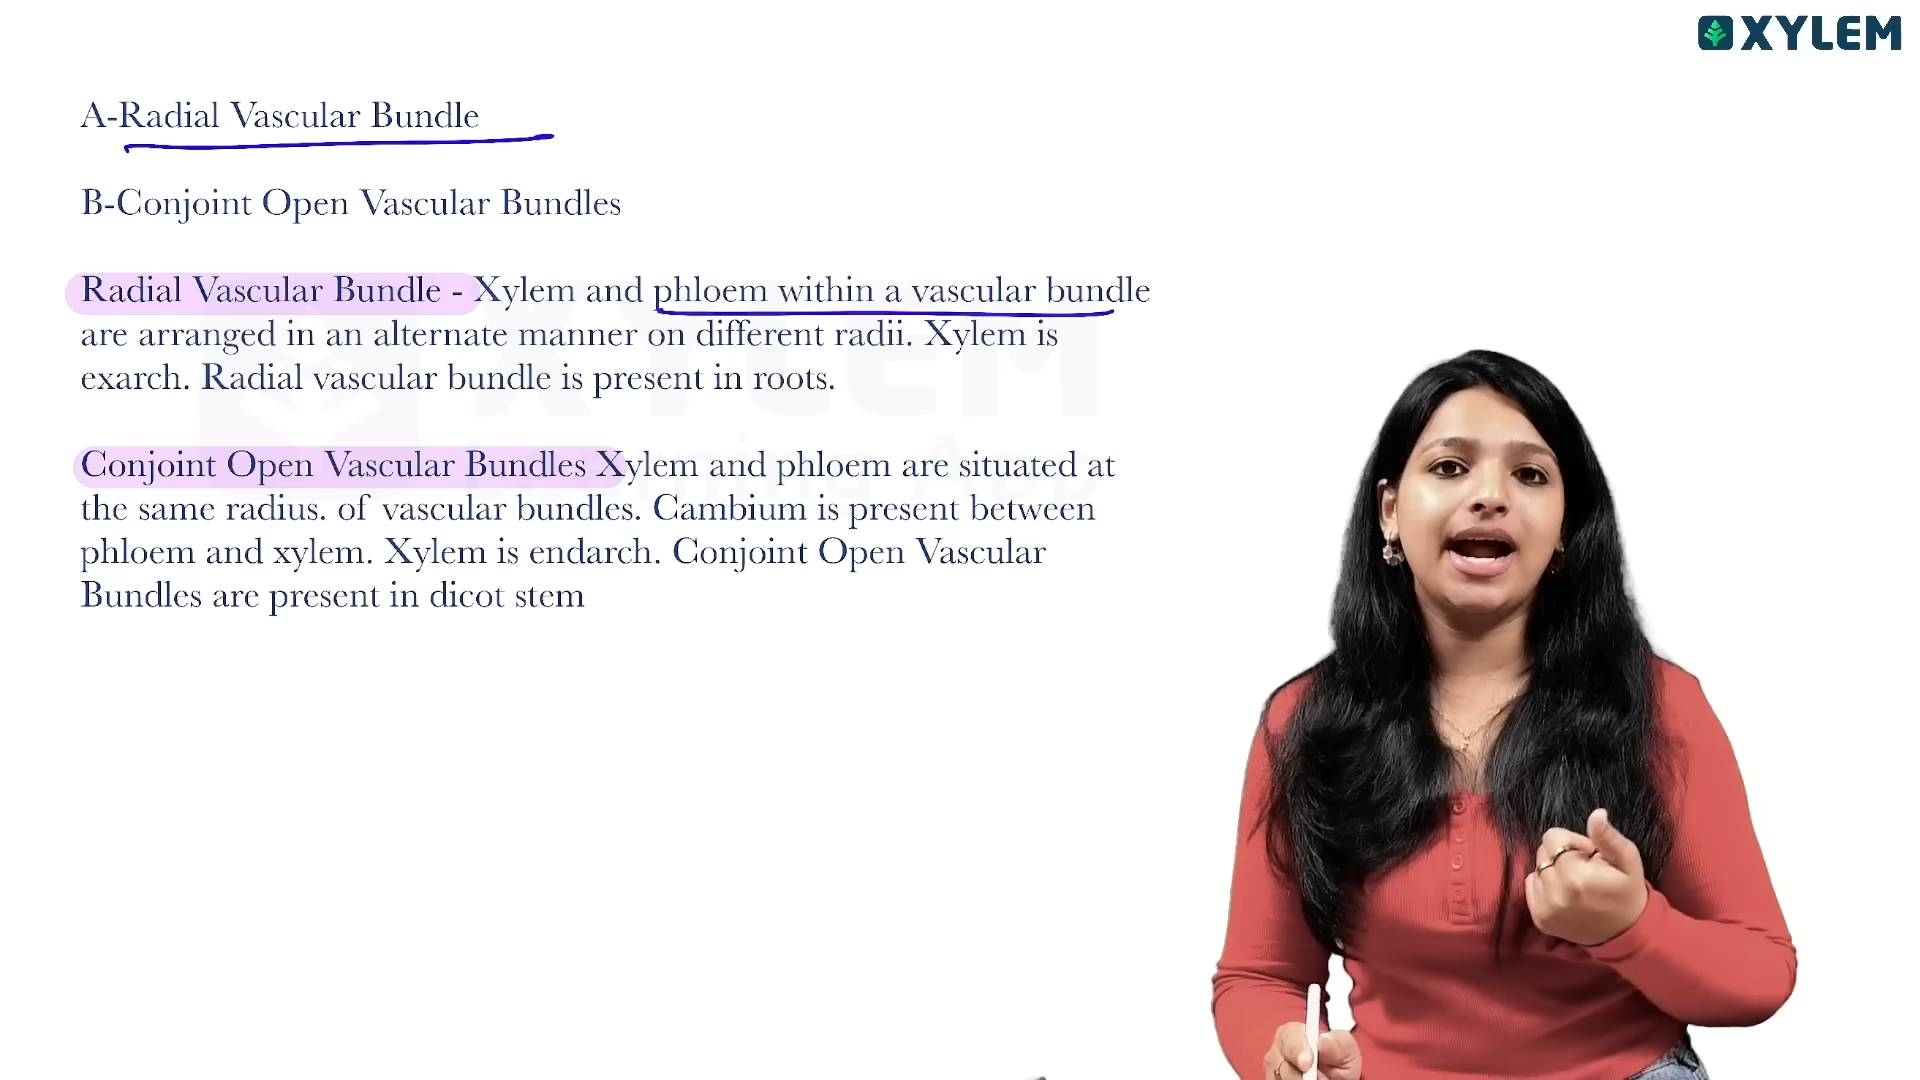 XYLEM
A-Radial Vascular Bundle
B-Conjoint Open Vascular Bundles
Radial Vascular Bundle - Xylem and phloem within a vascular bundle
are arranged in an alternate manner on different radii. Xylem is
exarch. Radial vascular bundle is present in roots.
Conjoint Open Vascular Bundles Xylem and phloem are situated at
the same radius. of vascular bundles. Cambium is present between
phloem and xylem. Xylem is endarch. Conjoint Open Vascular
Bundles are present in dicot stem
XYLEM
Learning App